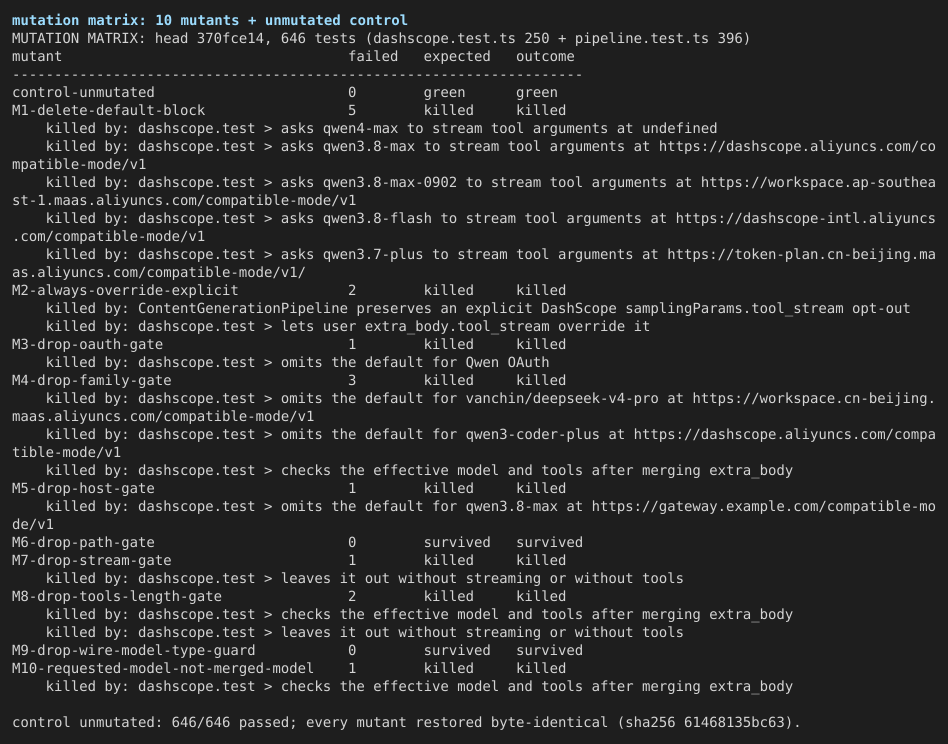 mutation matrix: 10 mutants + unmutated control
MUTATION MATRIX: head 370fce14, 646 tests (dashscope.test.ts 250 + pipeline.test.ts 396)
mutant failed expected outcome
--------------------------------------------------------------------
control-unmutated 0 green green
M1-delete-default-block 5 killed killed
killed by: dashscope.test > asks qwen4-max to stream tool arguments at undefined
killed by: dashscope.test > asks qwen3.8-max to stream tool arguments at https://dashscope.aliyuncs.com/co
mpatible-mode/v1
killed by: dashscope.test > asks qwen3.8-max-0902 to stream tool arguments at https://workspace.ap-southea
st-1.maas.aliyuncs.com/compatible-mode/v1
killed by: dashscope.test > asks qwen3.8-flash to stream tool arguments at https://dashscope-intl.aliyuncs
.com/compatible-mode/v1
killed by: dashscope.test > asks qwen3.7-plus to stream tool arguments at https://token-plan.cn-beijing.ma
as.aliyuncs.com/compatible-mode/v1/
M2-always-override-explicit 2 killed killed
killed by: ContentGenerationPipeline preserves an explicit DashScope samplingParams.tool_stream opt-out
killed by: dashscope.test > lets user extra_body.tool_stream override it
M3-drop-oauth-gate 1 killed killed
killed by: dashscope.test > omits the default for Qwen OAuth
M4-drop-family-gate 3 killed killed
killed by: dashscope.test > omits the default for vanchin/deepseek-v4-pro at https://workspace.cn-beijing.
maas.aliyuncs.com/compatible-mode/v1
killed by: dashscope.test > omits the default for qwen3-coder-plus at https://dashscope.aliyuncs.com/compa
tible-mode/v1
killed by: dashscope.test > checks the effective model and tools after merging extra_body
M5-drop-host-gate 1 killed killed
killed by: dashscope.test > omits the default for qwen3.8-max at https://gateway.example.com/compatible-mo
de/v1
M6-drop-path-gate 0 survived survived
M7-drop-stream-gate 1 killed killed
killed by: dashscope.test > leaves it out without streaming or without tools
M8-drop-tools-length-gate 2 killed killed
killed by: dashscope.test > checks the effective model and tools after merging extra_body
killed by: dashscope.test > leaves it out without streaming or without tools
M9-drop-wire-model-type-guard 0 survived survived
M10-requested-model-not-merged-model 1 killed killed
killed by: dashscope.test > checks the effective model and tools after merging extra_body
control unmutated: 646/646 passed; every mutant restored byte-identical (sha256 61468135bc63).